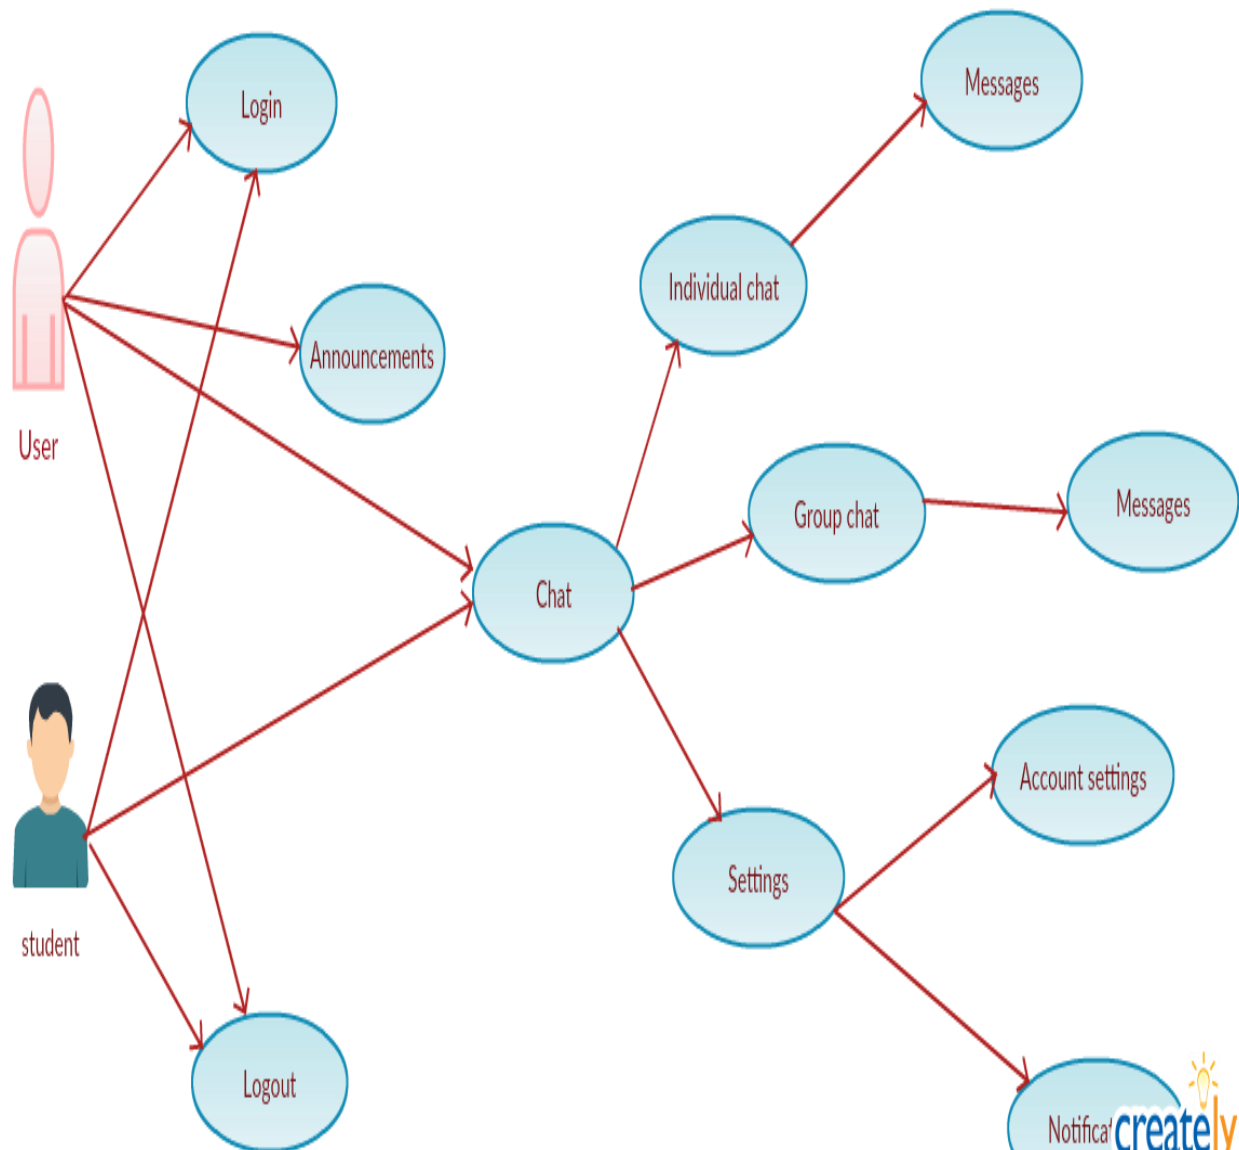 Messages
Login
Individual chat
Announcements
User
Group chat
Messages
Chat
Account settings
Settings
student
Logout
creately